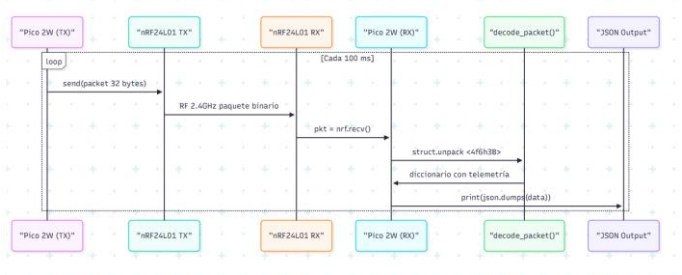 "Pico 2W (TX)" "nRF24L01 TX" "nRF24L01 RX" "Pico 2W (RX)" "decode_packet()" "JSON Output"
loop [Cada 100 ms]
send(packet 32 bytes)
RF 2.4GHz paquete binario
pkt = nrf.recv()
struct.unpack <4f6h3B>
diccionario con telemetría
print(json.dumps(data))
"Pico 2W (TX)" "nRF24L01 TX" "nRF24L01 RX" "Pico 2W (RX)" "decode_packet()" "JSON Output"